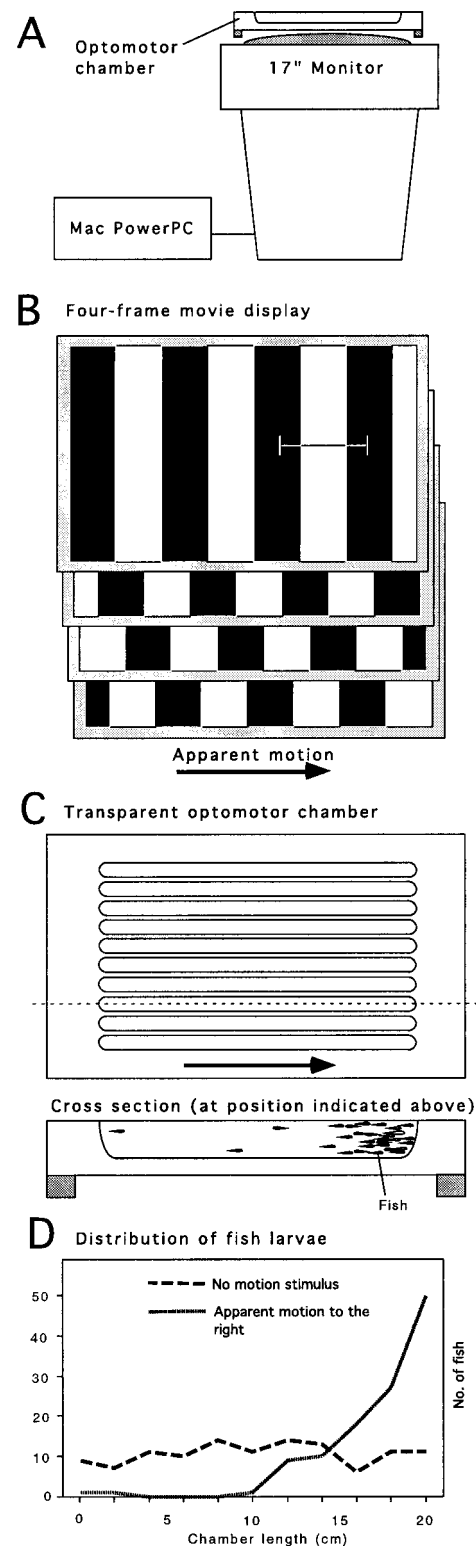 A
Optomotor
chamber
17" Monitor
Mac PowerPC
B
Four-frame movie display
Apparent motion
C
Transparent optomotor chamber
Cross section (at position indicated above)
Fish
D
Distribution of fish larvae
No motion stimulus
Apparent motion to the
right
50
40
30
20
10
0
No. of fish
0 5 10 15 20
Chamber length (cm)